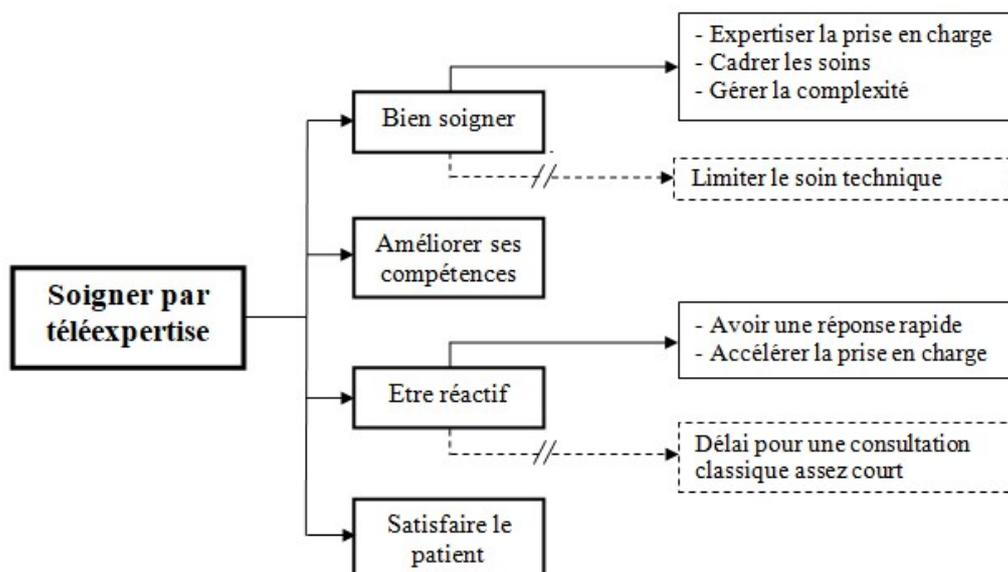 Soigner par
téléexpertise
Bien soigner
- Expertiser la prise en charge
- Cadrer les soins
- Gérer la complexité
Limiter le soin technique
Améliorer ses
compétences
Etre réactif
- Avoir une réponse rapide
- Accélérer la prise en charge
Délai pour une consultation
classique assez court
Satisfaire le
patient